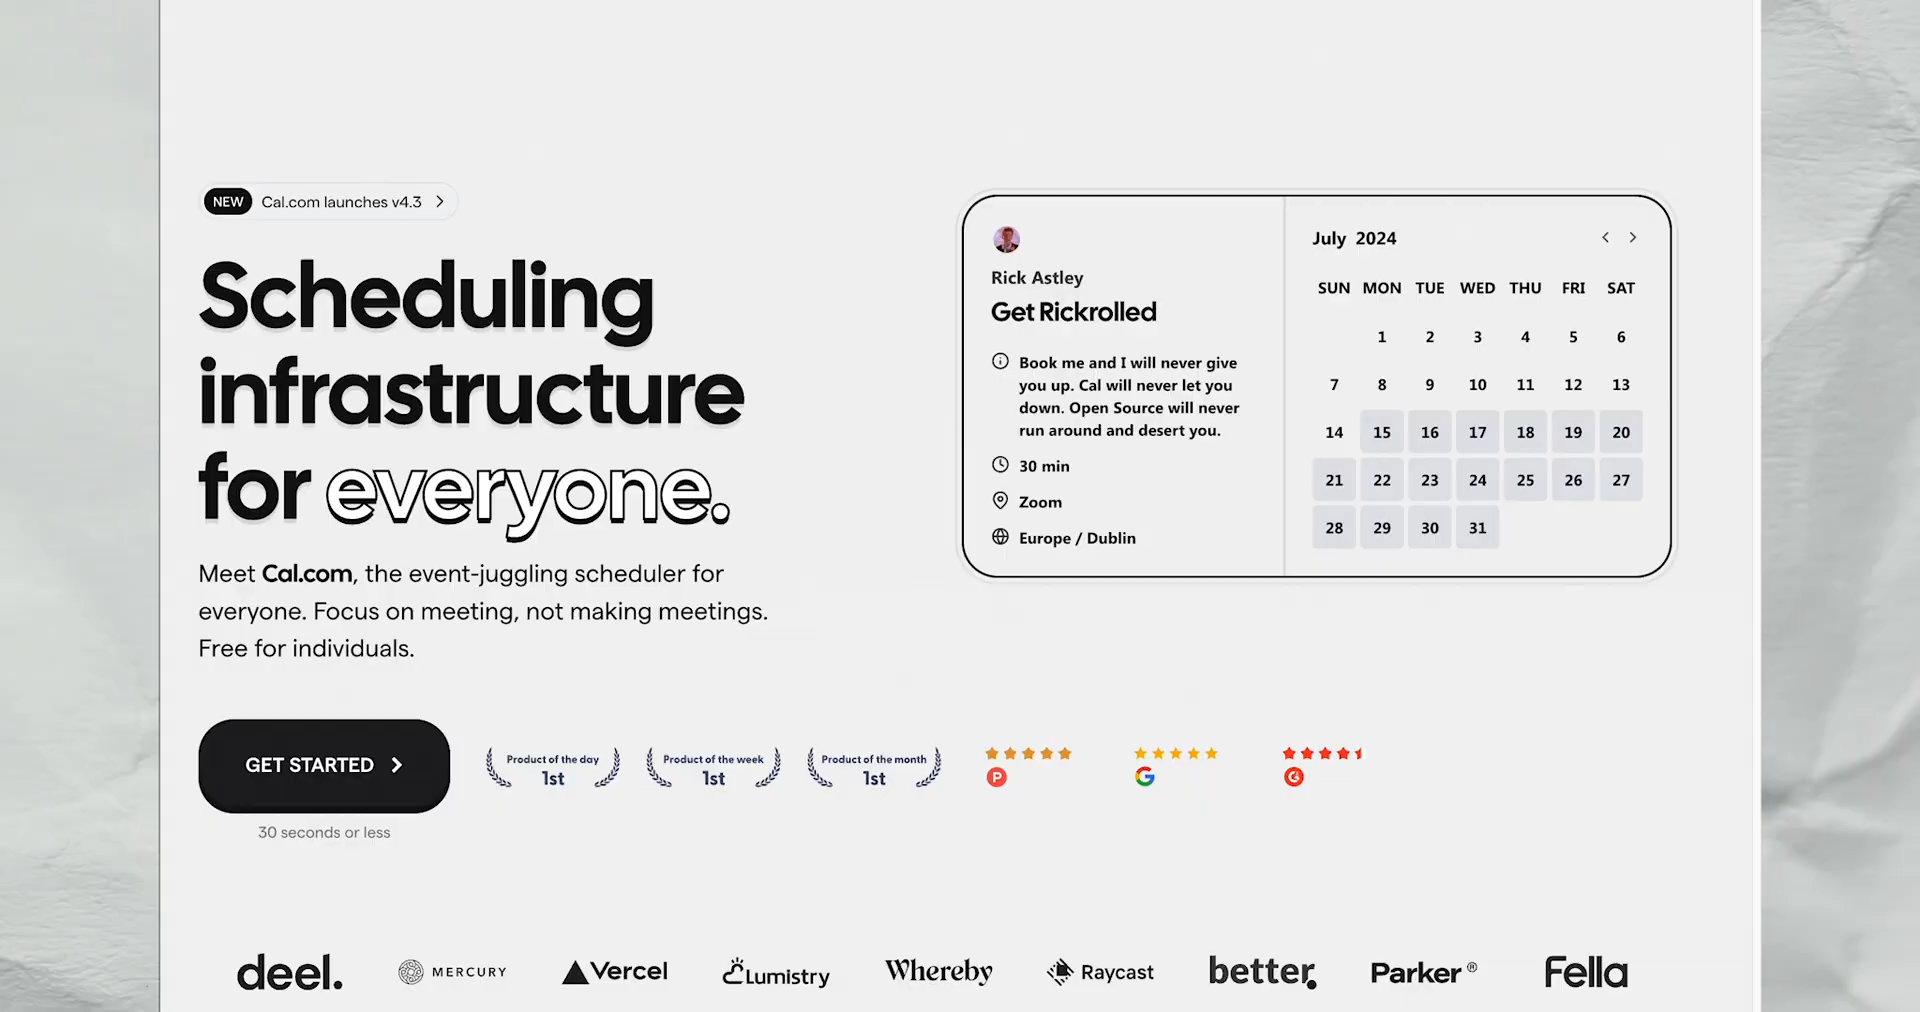 NEW Cal.com launches v4.3
Scheduling
infrastructure
for everyone.
Meet Cal.com, the event-juggling scheduler for
everyone. Focus on meeting, not making meetings.
Free for individuals.
GET STARTED
30 seconds or less
Product of the day
1st
Product of the week
1st
Product of the month
1st
Rick Astley
Get Rickrolled
Book me and I will never give
you up. Cal will never let you
down. Open Source will never
run around and desert you.
30 min
Zoom
Europe / Dublin
July 2024
SUN MON TUE WED THU FRI SAT
1 2 3 4 5 6
7 8 9 10 11 12 13
14 15 16 17 18 19 20
21 22 23 24 25 26 27
28 29 30 31
P
G
G
deel.
MERCURY
Vercel
Lumistry
Whereby
Raycast
better.
Parker ®
Fella